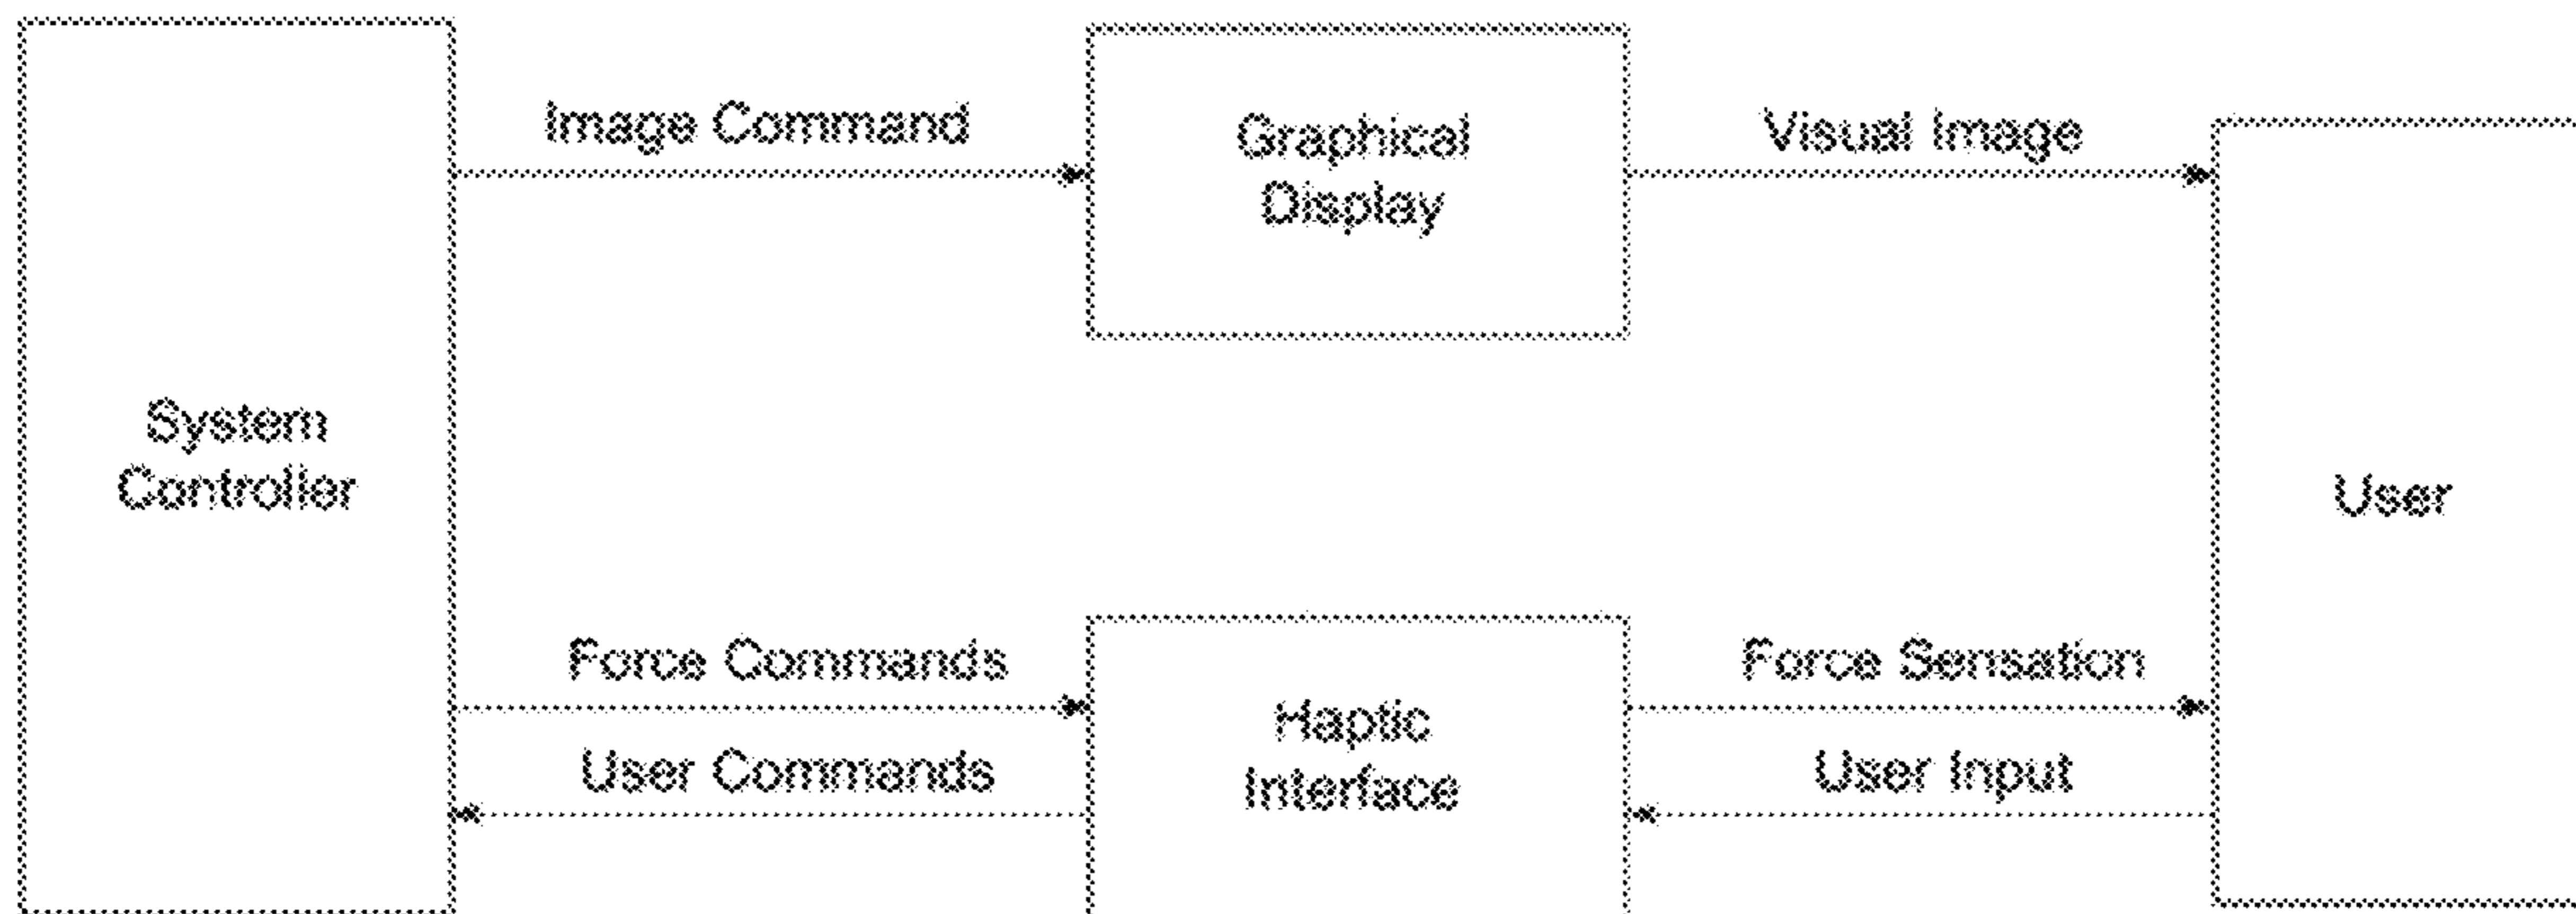 Image Command
Graphical
Display
Visual Image
System
Controller
User
Force Commands
User Commands
Haptic
Interface
Force Sensation
User Input